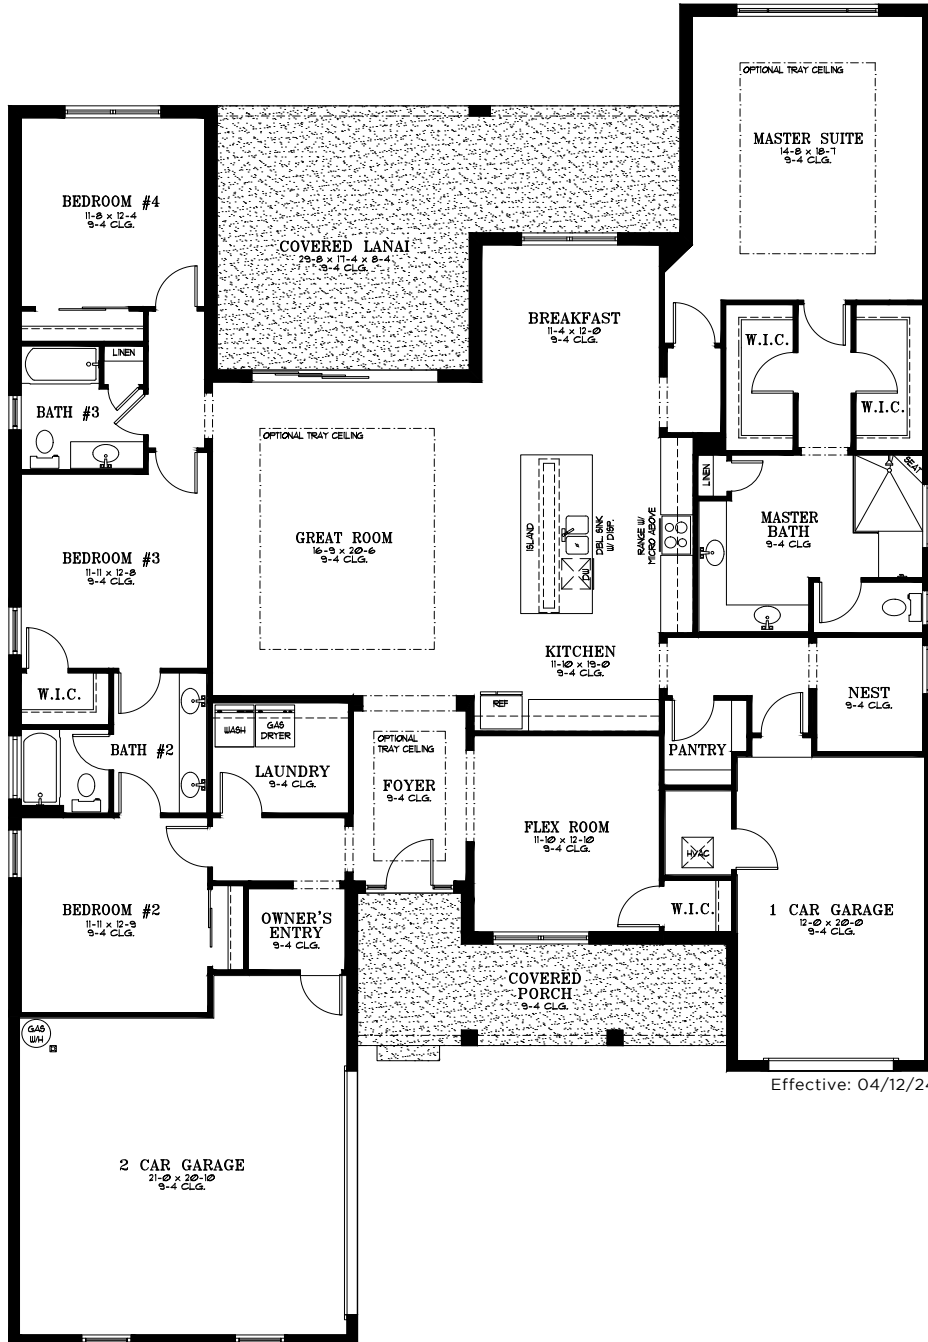 OPTIONAL TRAY CEILING
MASTER SUITE
14-8 x 18-7
9-4 CLG.
BEDROOM #4
11-8 x 12-4
9-4 CLG.
COVERED LANAI
29-8 x 17-4 x 8-4
9-4 CLG.
BREAKFAST
11-4 x 12-0
9-4 CLG.
W.I.C.
W.I.C.
LINEN
BATH #3
OPTIONAL TRAY CEILING
GREAT ROOM
16-9 x 20-6
9-4 CLG.
ISLAND
DBL SINK
W/ DISP.
DW
RANGE W/
MICRO ABOVE
LINEN
SEAT
MASTER
BATH
9-4 CLG.
BEDROOM #3
11-11 x 12-8
9-4 CLG.
KITCHEN
11-10 x 19-0
9-4 CLG.
W.I.C.
REF
NEST
9-4 CLG.
PANTRY
BATH #2
WASH
GAS
DRYER
LAUNDRY
9-4 CLG.
OPTIONAL
TRAY CEILING
FOYER
9-4 CLG.
FLEX ROOM
11-10 x 12-10
9-4 CLG.
HVAC
W.I.C.
1 CAR GARAGE
12-0 x 20-0
9-4 CLG.
BEDROOM #2
11-11 x 12-9
9-4 CLG.
OWNER'S
ENTRY
9-4 CLG.
COVERED
PORCH
9-4 CLG.
GAS
W/H
Effective: 04/12/24
2 CAR GARAGE
21-0 x 20-10
9-4 CLG.